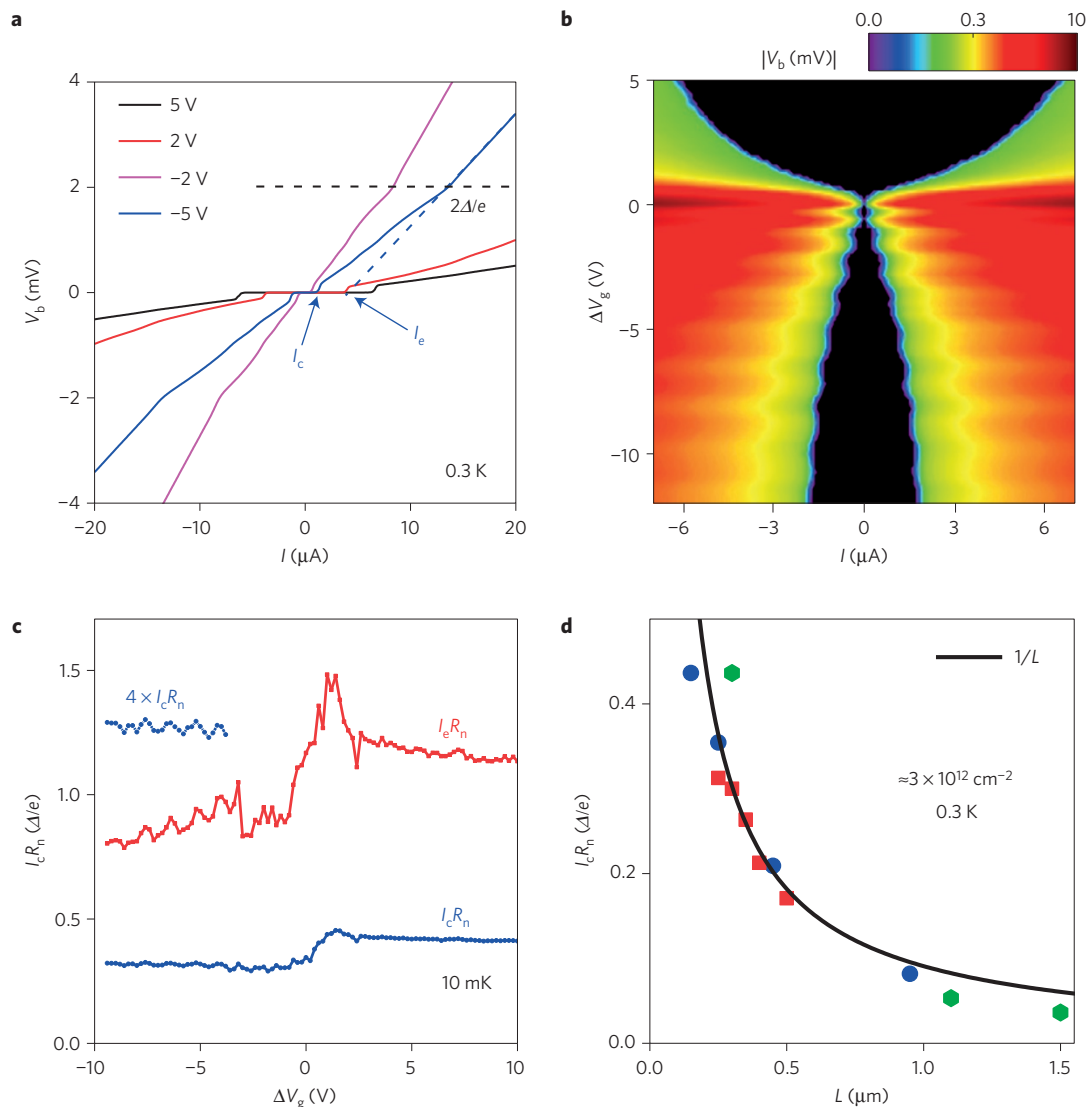 a
4
2
0
−2
−4
V_b (mV)
5 V
2 V
−2 V
−5 V
2Δ/e
I_c
I_e
0.3 K
−20
−10
0
10
20
I (μA)
b
0.0
0.3
10
|V_b (mV)|
5
0
−5
−10
ΔV_g (V)
−6
−3
0
3
6
I (μA)
c
1.5
1.0
0.5
0.0
I_cR_n (Δ/e)
4 × I_cR_n
I_eR_n
I_cR_n
10 mK
−10
−5
0
5
10
ΔV_g (V)
d
0.4
0.2
0.0
I_cR_n (Δ/e)
1/L
≈3 × 10¹² cm⁻²
0.3 K
0.0
0.5
1.0
1.5
L (μm)